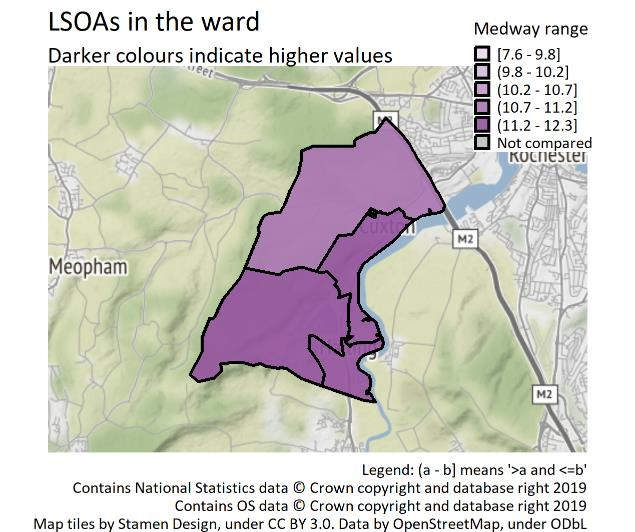 LSOAs in the ward
Darker colours indicate higher values
Medway range
[7.6 - 9.8]
(9.8 - 10.2]
(10.2 - 10.7]
(10.7 - 11.2]
(11.2 - 12.3]
Not compared
Rochester
Cuxton
M2
Meopham
M2
Legend: (a - b] means '>a and <=b'
Contains National Statistics data © Crown copyright and database right 2019
Contains OS data © Crown copyright and database right 2019
Map tiles by Stamen Design, under CC BY 3.0. Data by OpenStreetMap, under ODbL